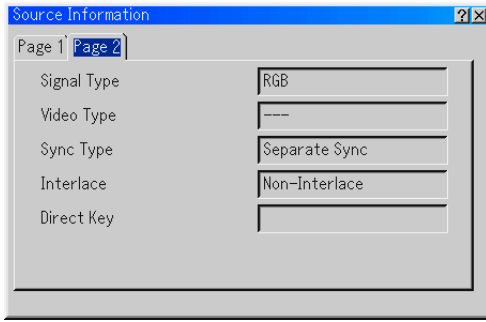 Source Information
Page 1 Page 2
Signal Type RGB
Video Type ---
Sync Type Separate Sync
Interlace Non-Interlace
Direct Key